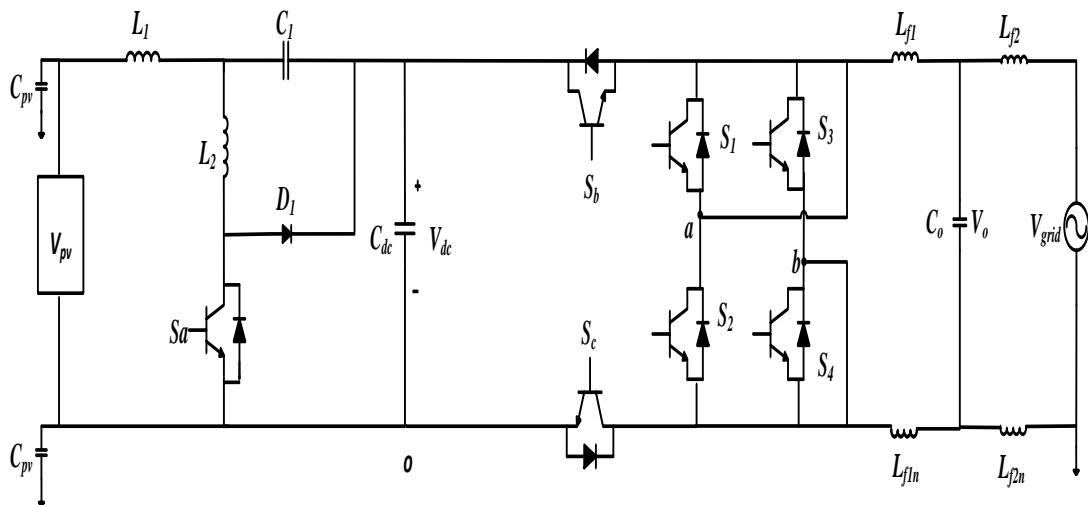 L1
C1
Lf1
Lf2
Cpv
L2
S1
S3
Sb
D1
a
Vpv
Cdc
+
Vdc
-
Co
Vo
Vgrid
b
Sa
Sc
S2
S4
Cpv
o
Lf1n
Lf2n